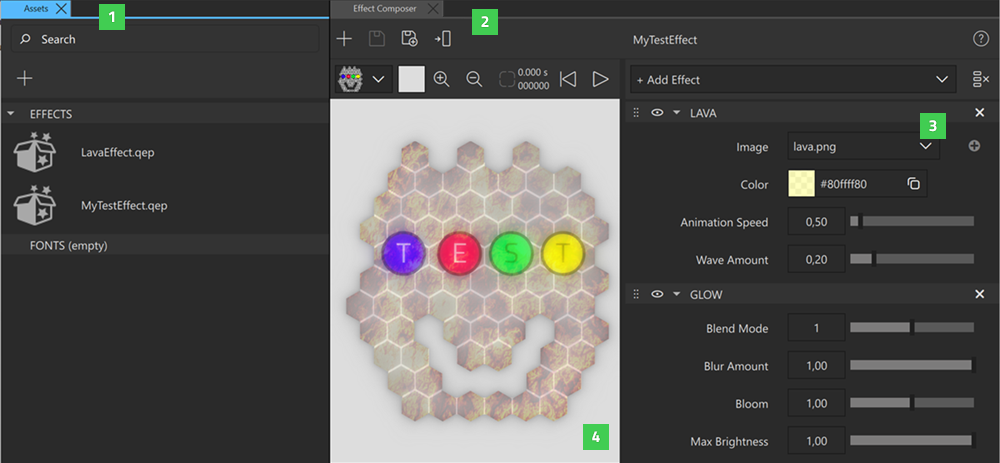 Assets
1
Search
EFFECTS
LavaEffect.qep
MyTestEffect.qep
FONTS (empty)
Effect Composer
2
MyTestEffect
?
0.000 s
000000
+ Add Effect
LAVA
3
Image
lava.png
Color
#80ffff80
Animation Speed
0,50
Wave Amount
0,20
GLOW
Blend Mode
1
Blur Amount
1,00
Bloom
1,00
Max Brightness
1,00
T E S T
4